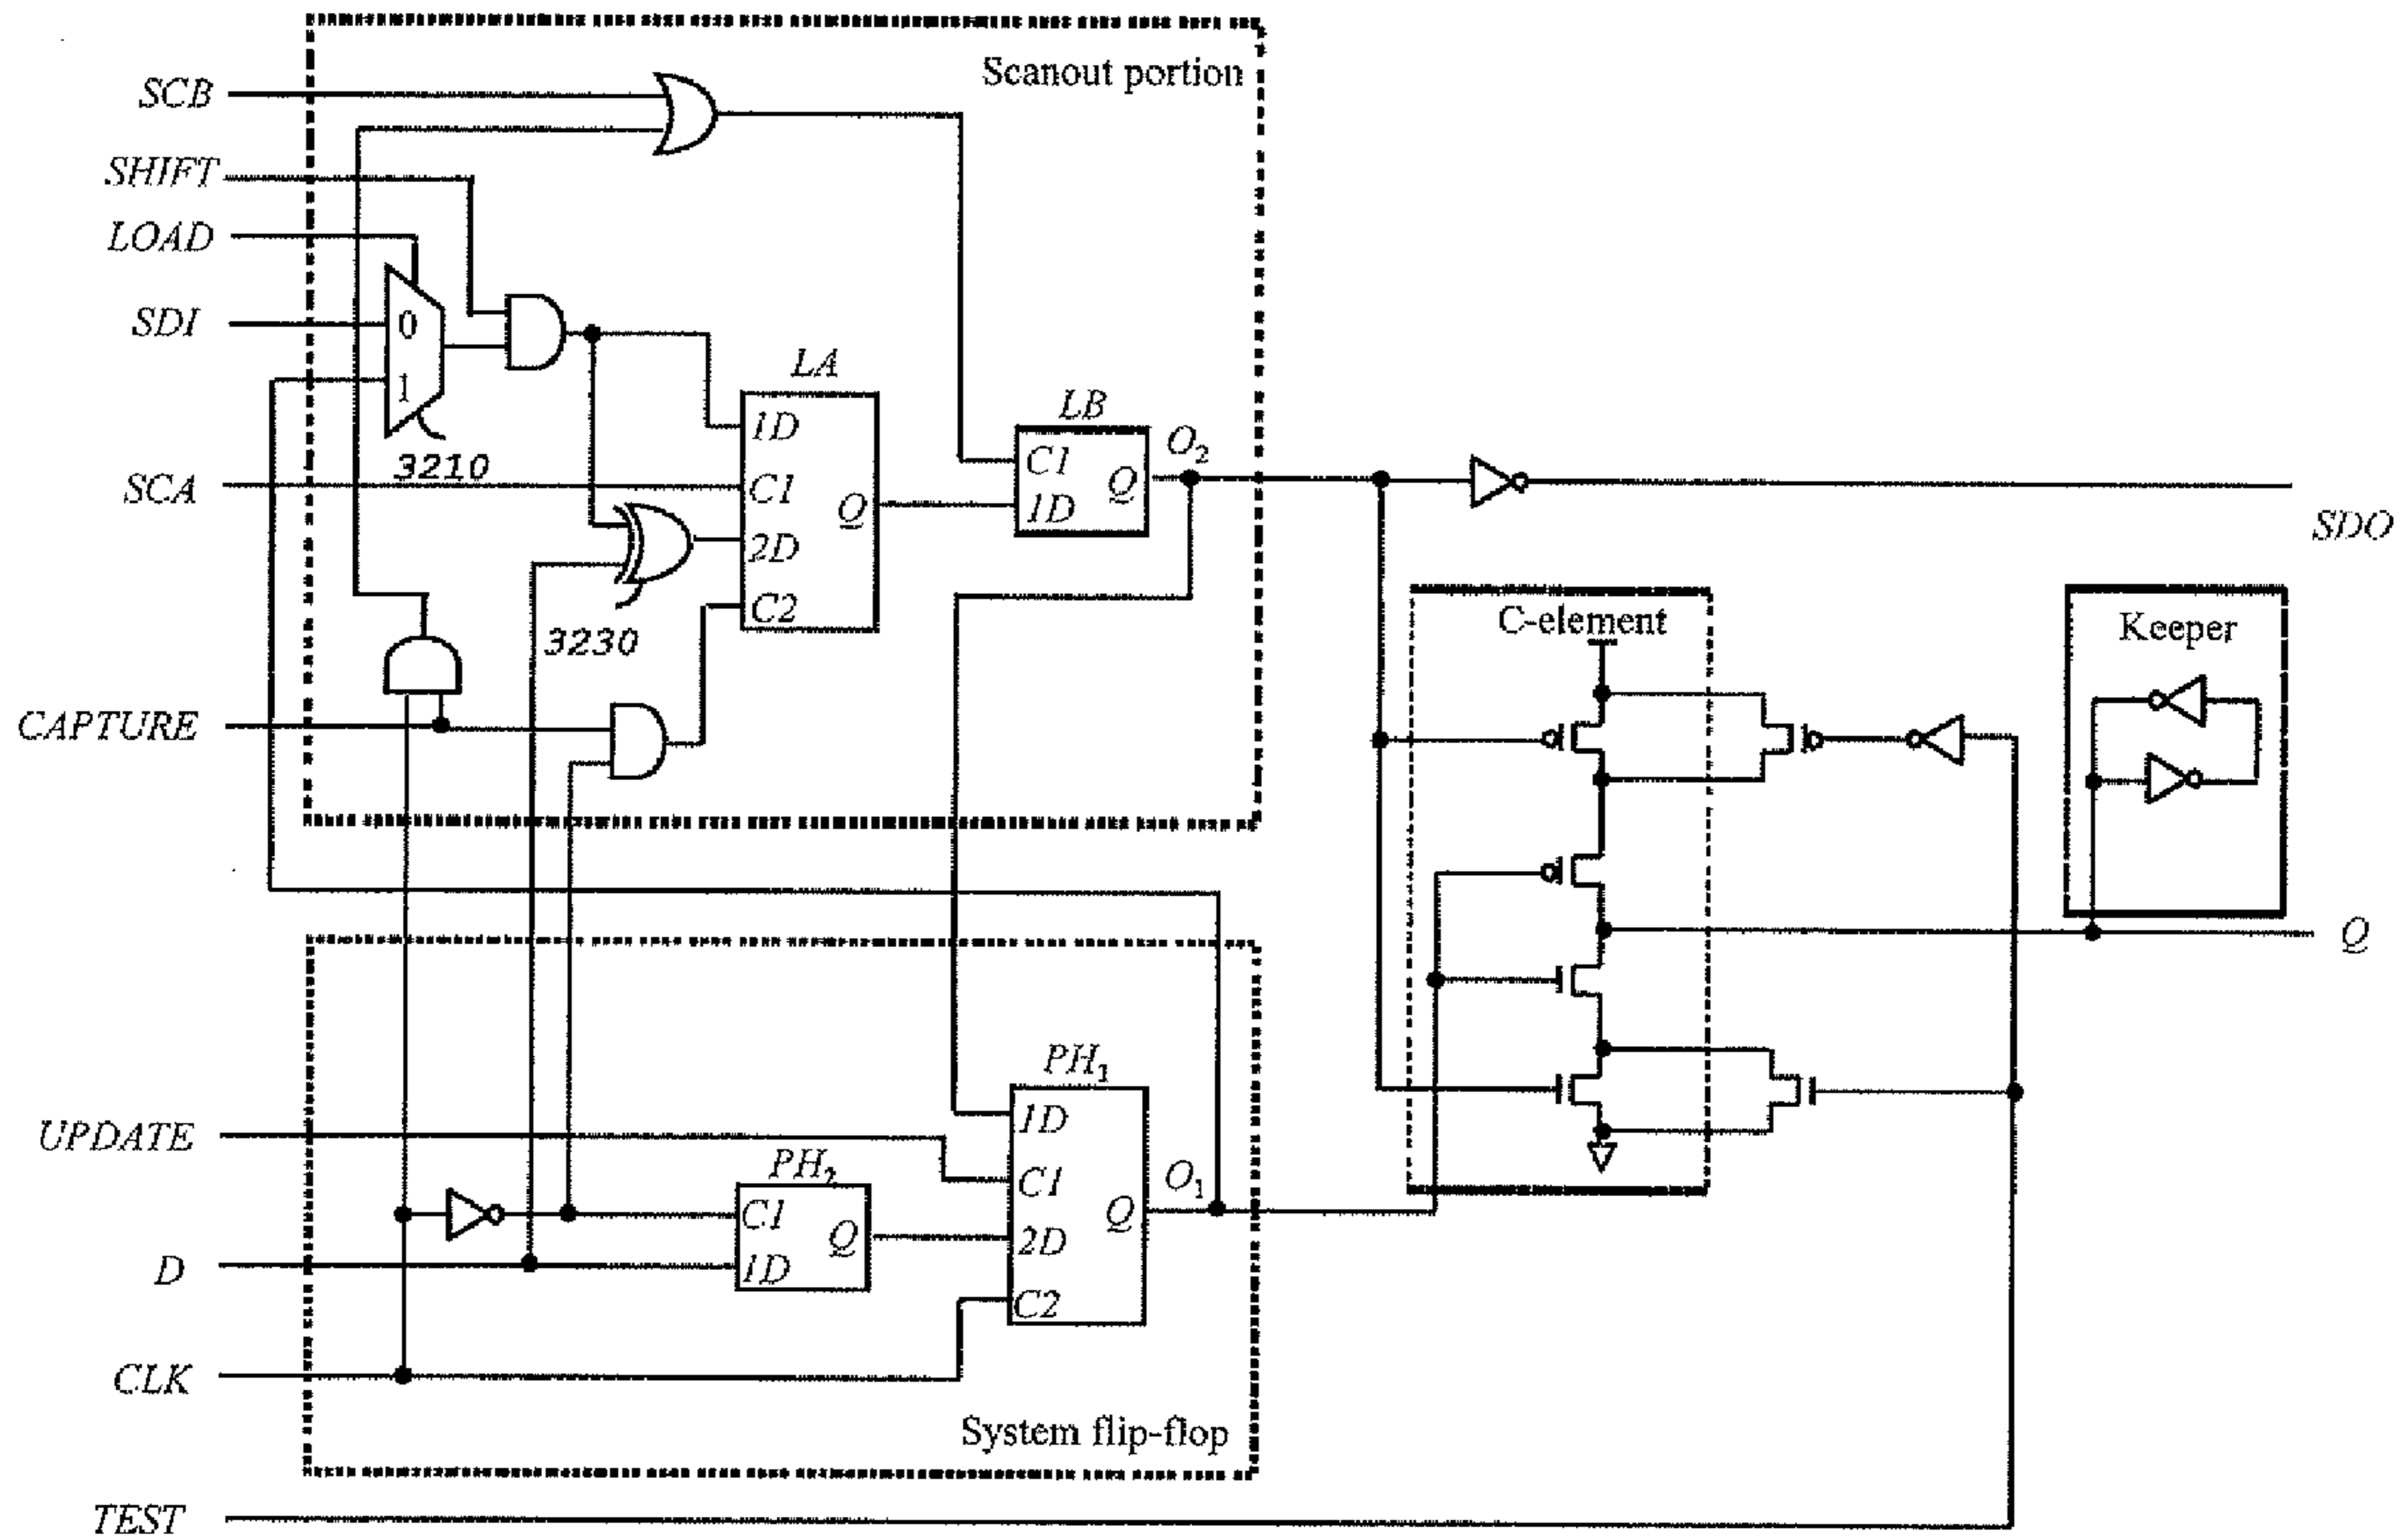 Scanout portion
SCB
SHIFT
LOAD
SDI
0
1
3210
SCA
LA
1D
C1
2D
C2
Q
LB
C1
1D
Q
O2
SDO
3230
CAPTURE
C-element
Keeper
Q
UPDATE
PH2
C1
1D
Q
PH1
1D
C1
2D
C2
Q
O1
D
CLK
System flip-flop
TEST